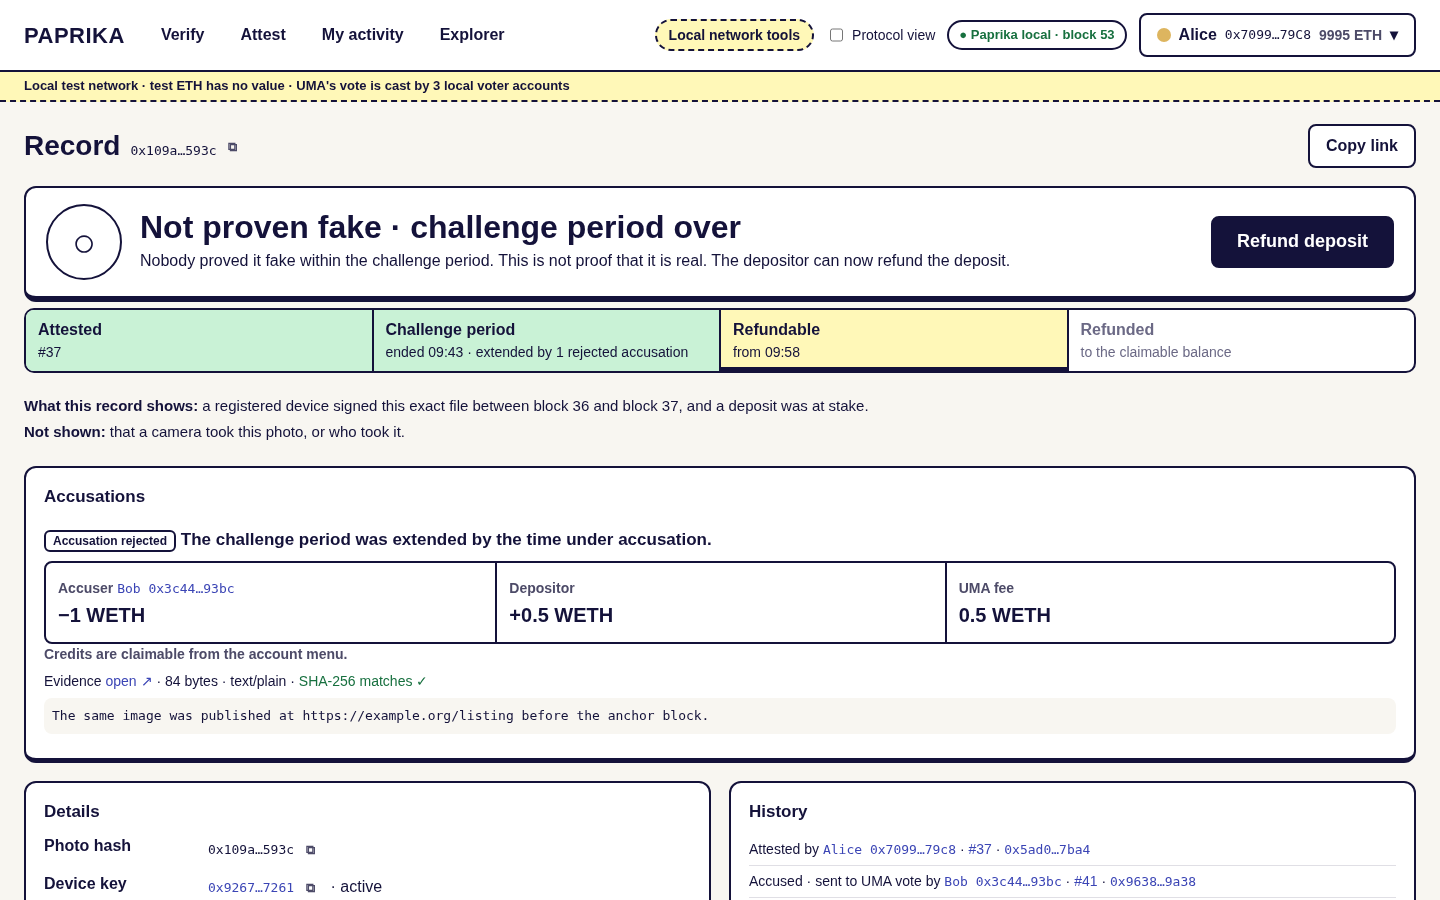 PAPRIKA Verify Attest My activity Explorer Local network tools Protocol view ● Paprika local · block 53 Alice 0x7099…79C8 9995 ETH ▼
Local test network · test ETH has no value · UMA's vote is cast by 3 local voter accounts
Record 0x109a…593c ⧉ Copy link
Not proven fake · challenge period over
Nobody proved it fake within the challenge period. This is not proof that it is real. The depositor can now refund the deposit.
Refund deposit
Attested
#37
Challenge period
ended 09:43 · extended by 1 rejected accusation
Refundable
from 09:58
Refunded
to the claimable balance
What this record shows: a registered device signed this exact file between block 36 and block 37, and a deposit was at stake.
Not shown: that a camera took this photo, or who took it.
Accusations
Accusation rejected The challenge period was extended by the time under accusation.
Accuser Bob 0x3c44…93bc
−1 WETH
Depositor
+0.5 WETH
UMA fee
0.5 WETH
Credits are claimable from the account menu.
Evidence open ↗ · 84 bytes · text/plain · SHA-256 matches ✓
The same image was published at https://example.org/listing before the anchor block.
Details
Photo hash 0x109a…593c ⧉
Device key 0x9267…7261 ⧉ · active
History
Attested by Alice 0x7099…79c8 · #37 · 0x5ad0…7ba4
Accused · sent to UMA vote by Bob 0x3c44…93bc · #41 · 0x9638…9a38